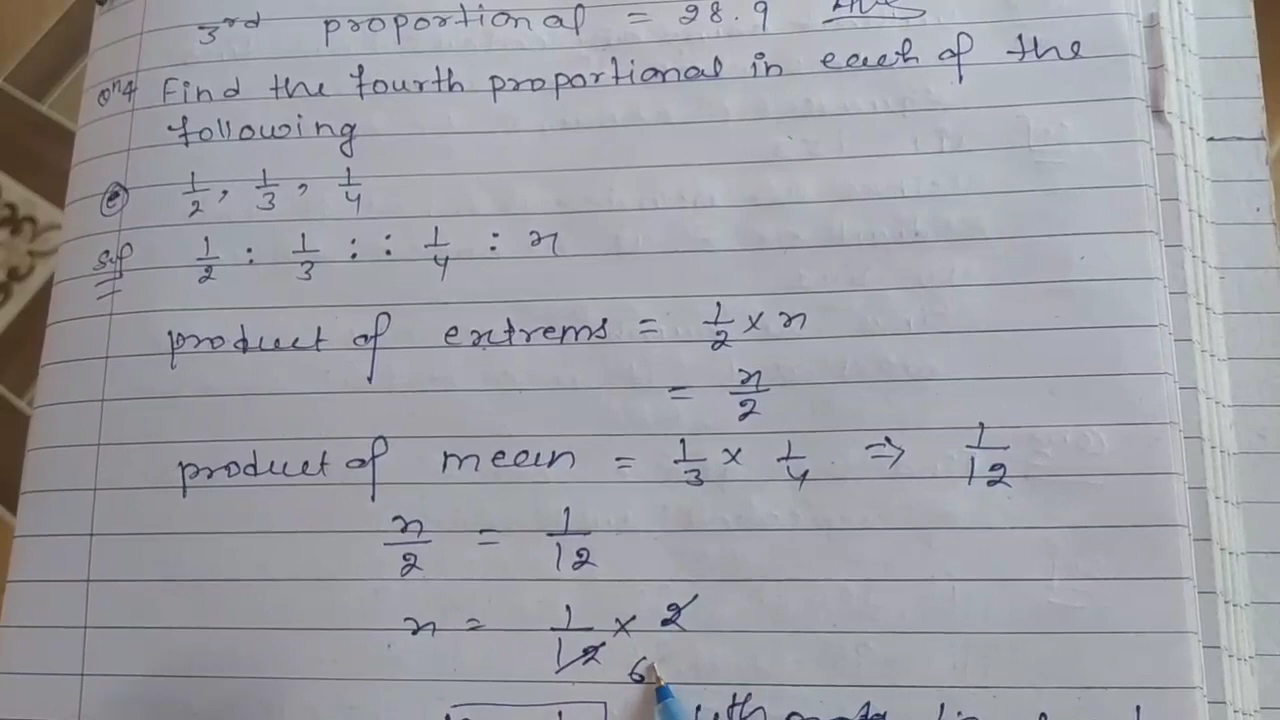 3rd proportional = 28.9 Ans
Qn4 Find the fourth proportional in each of the
following
(e) 1/2, 1/3, 1/4
Sol 1/2 : 1/3 : : 1/4 : x
product of extrems = 1/2 × x
= x/2
product of mean = 1/3 × 1/4 ⇒ 1/12
x/2 = 1/12
x = 1/12 × 2
6